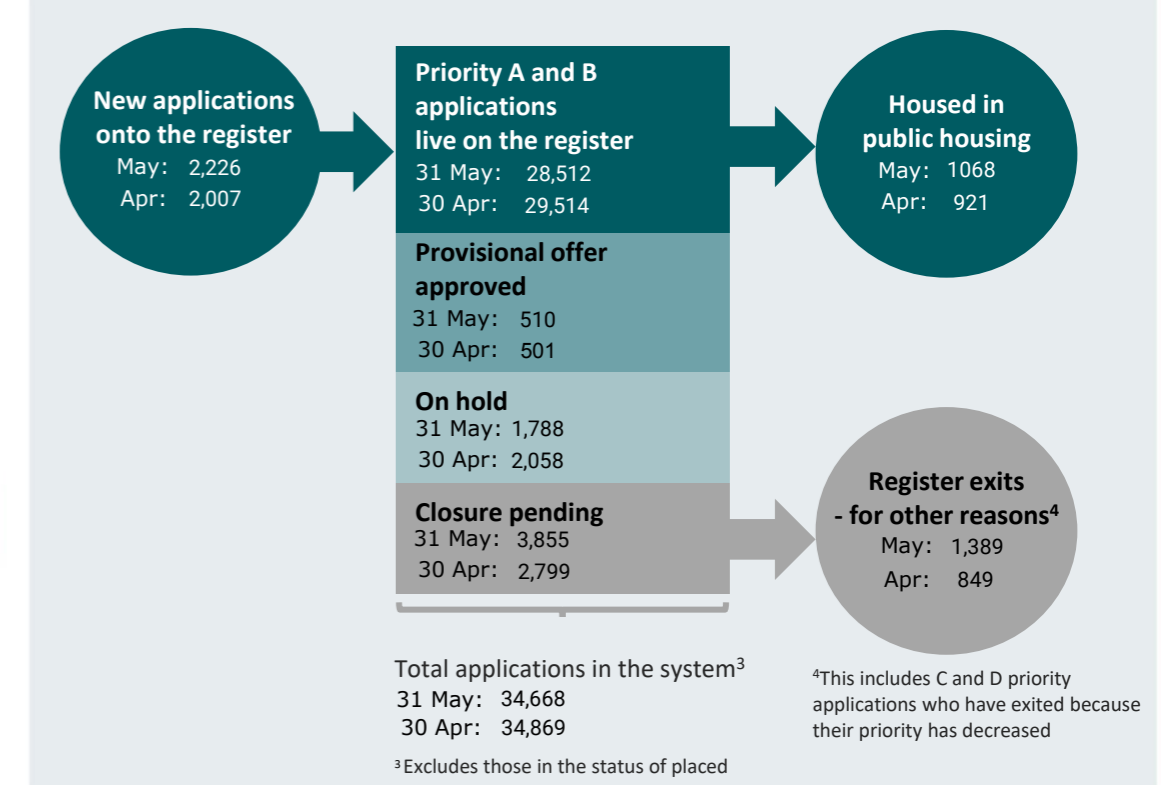 New applications
onto the register
May: 2,226
Apr: 2,007
Priority A and B
applications
live on the register
31 May: 28,512
30 Apr: 29,514
Provisional offer
approved
31 May: 510
30 Apr: 501
On hold
31 May: 1,788
30 Apr: 2,058
Closure pending
31 May: 3,855
30 Apr: 2,799
Total applications in the system³
31 May: 34,668
30 Apr: 34,869
³ Excludes those in the status of placed
Housed in
public housing
May: 1068
Apr: 921
Register exits
- for other reasons⁴
May: 1,389
Apr: 849
⁴This includes C and D priority
applications who have exited because
their priority has decreased